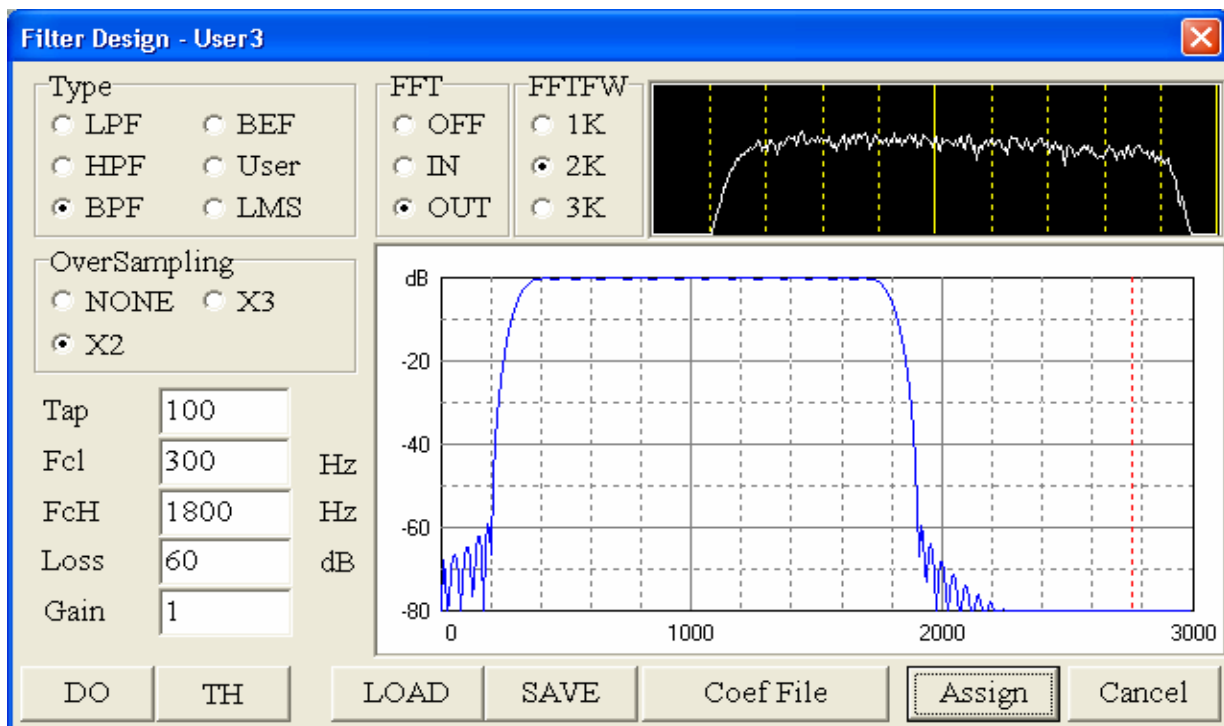 Filter Design - User3
Type
LPF BEF
HPF User
BPF LMS
FFT
OFF
IN
OUT
FFTFW
1K
2K
3K
OverSampling
NONE X3
X2
Tap 100
Fcl 300 Hz
FcH 1800 Hz
Loss 60 dB
Gain 1
dB
-20
-40
-60
-80
0 1000 2000 3000
DO TH LOAD SAVE Coef File Assign Cancel